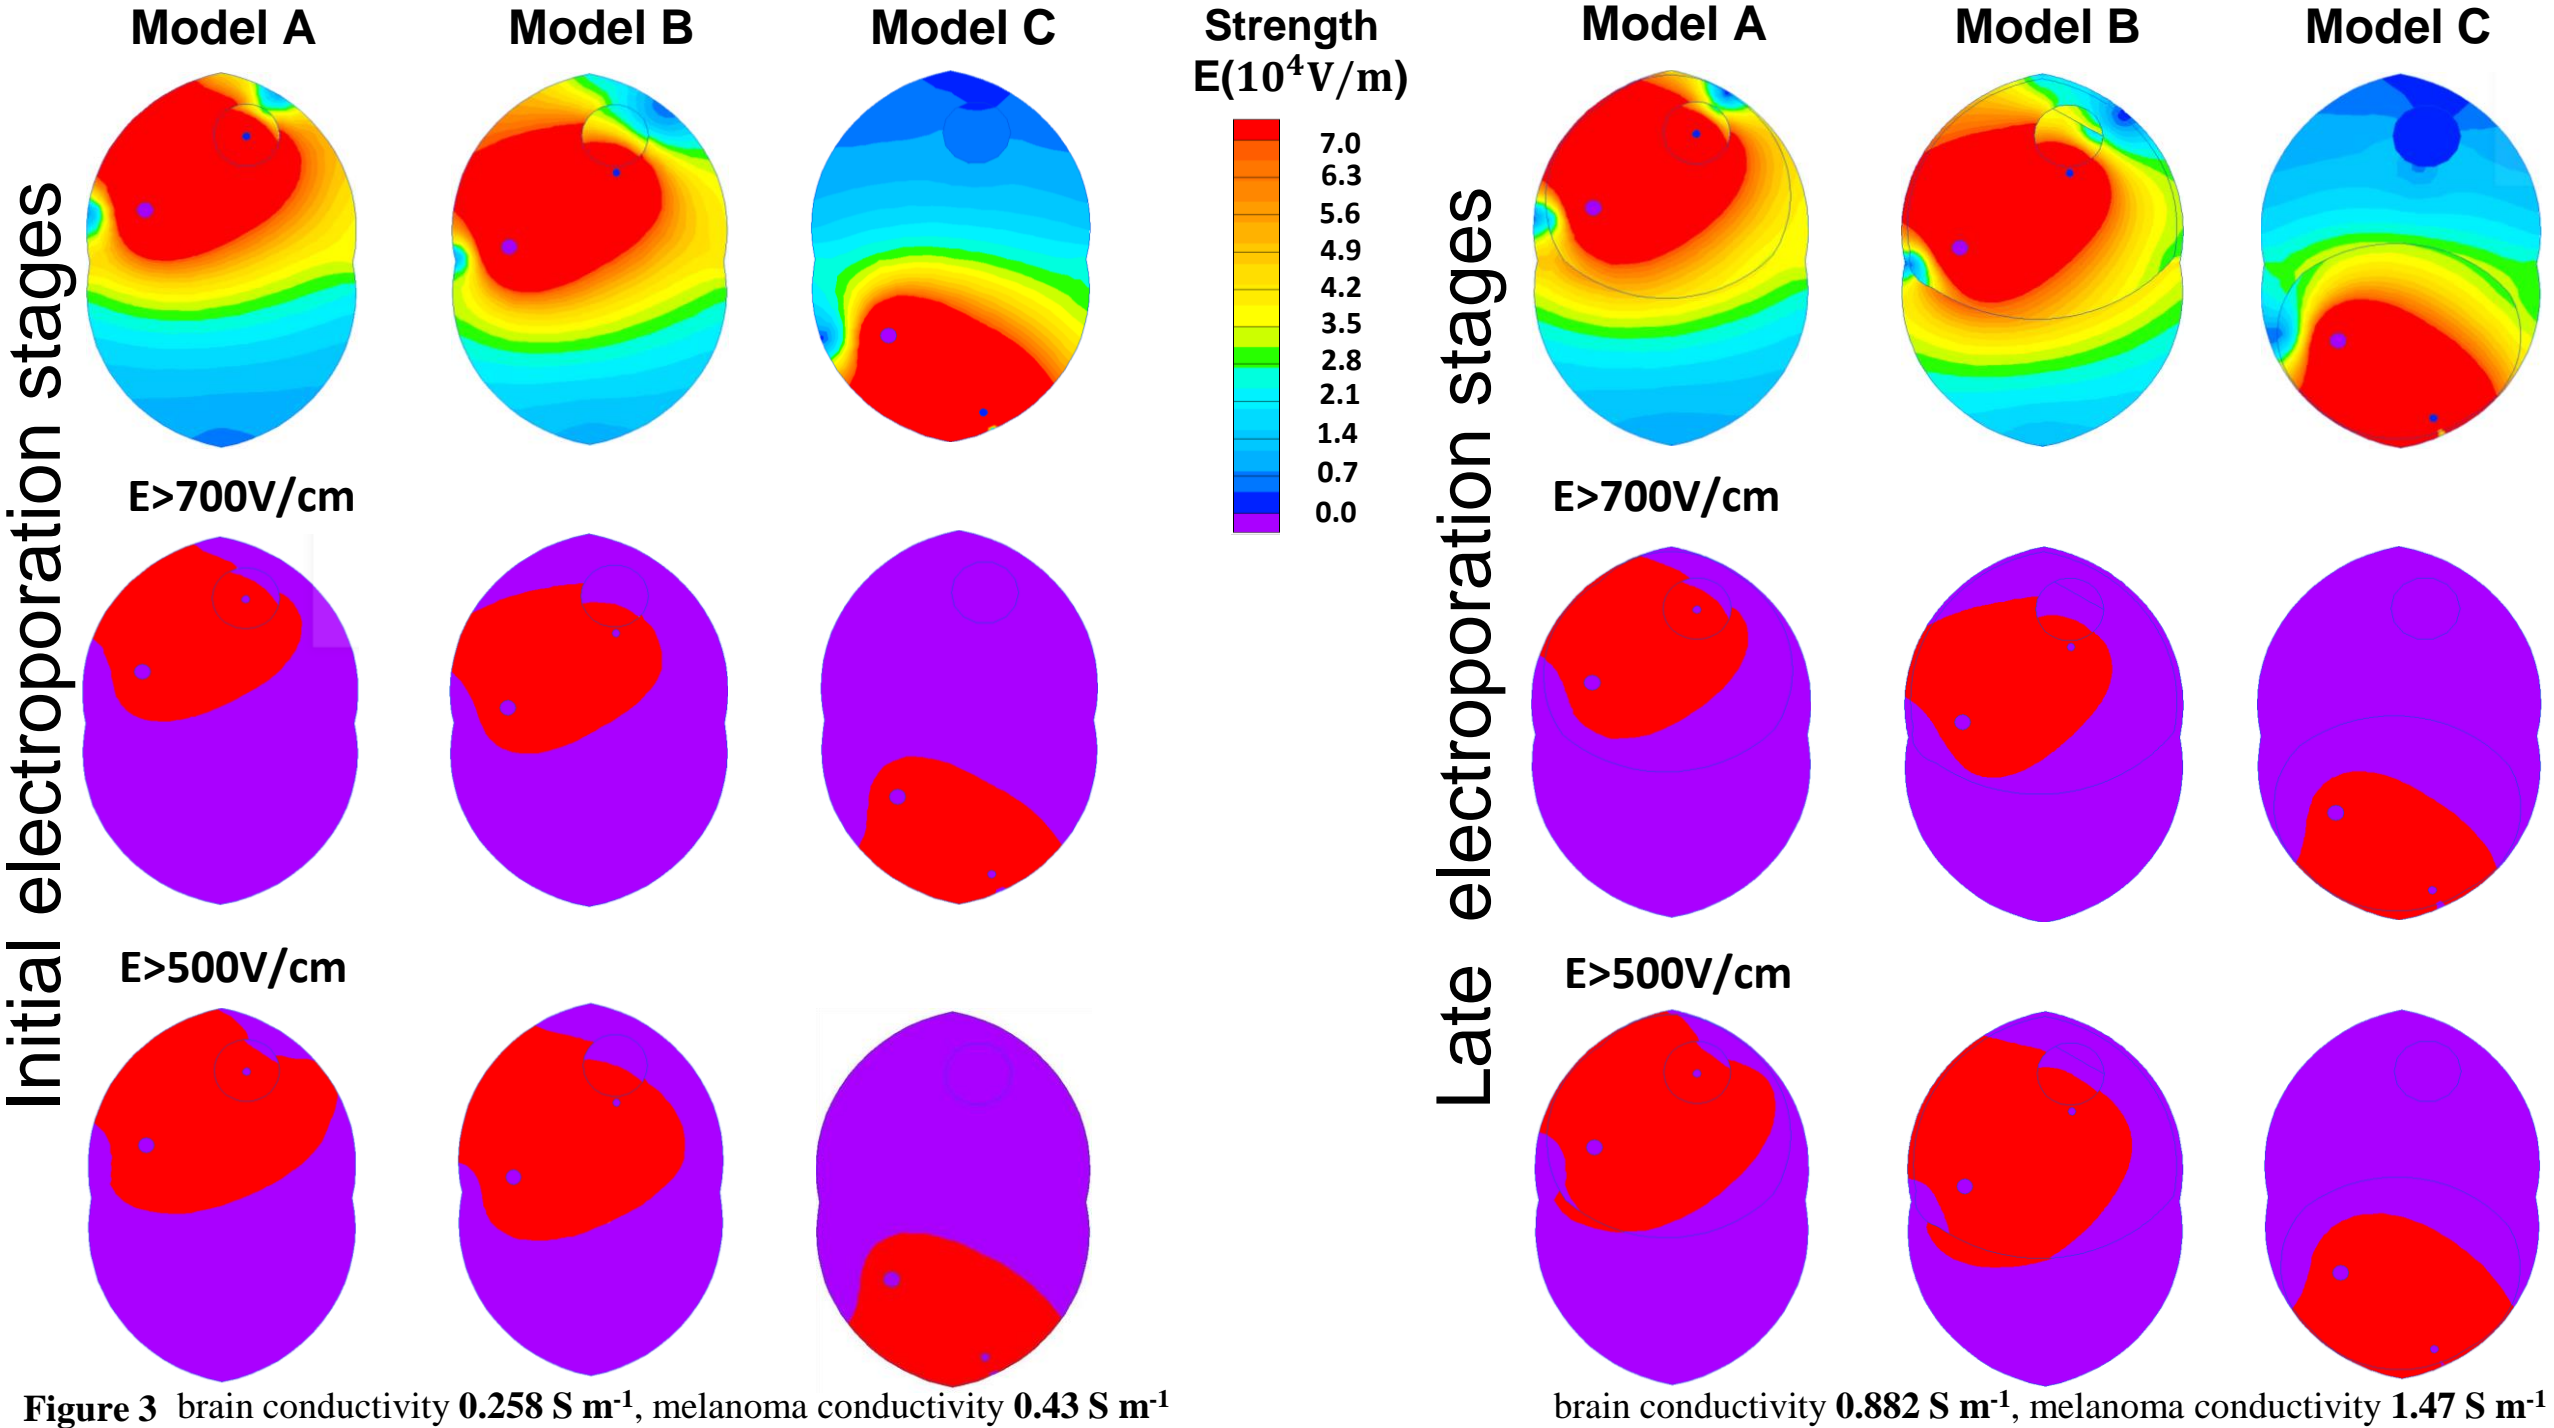 Model A
Model B
Model C
Strength
E(10⁴V/m)
Model A
Model B
Model C
7.0
6.3
5.6
4.9
4.2
3.5
2.8
2.1
1.4
0.7
0.0
Initial electroporation stages
Late electroporation stages
E>700V/cm
E>700V/cm
E>500V/cm
E>500V/cm
Figure 3 brain conductivity 0.258 S m⁻¹, melanoma conductivity 0.43 S m⁻¹
brain conductivity 0.882 S m⁻¹, melanoma conductivity 1.47 S m⁻¹